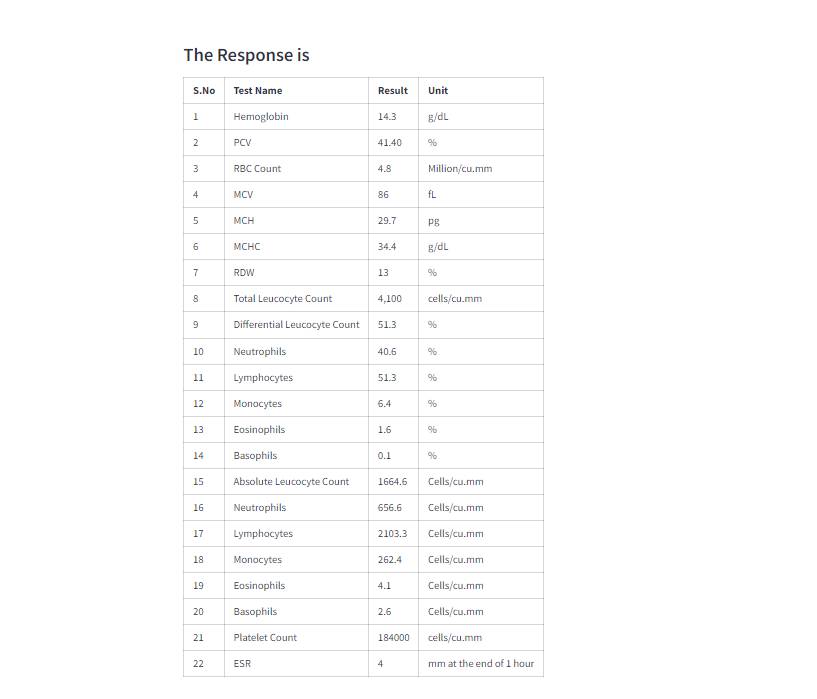 The Response is
S.No Test Name Result Unit
1 Hemoglobin 14.3 g/dL
2 PCV 41.40 %
3 RBC Count 4.8 Million/cu.mm
4 MCV 86 fL
5 MCH 29.7 pg
6 MCHC 34.4 g/dL
7 RDW 13 %
8 Total Leucocyte Count 4,100 cells/cu.mm
9 Differential Leucocyte Count 51.3 %
10 Neutrophils 40.6 %
11 Lymphocytes 51.3 %
12 Monocytes 6.4 %
13 Eosinophils 1.6 %
14 Basophils 0.1 %
15 Absolute Leucocyte Count 1664.6 Cells/cu.mm
16 Neutrophils 656.6 Cells/cu.mm
17 Lymphocytes 2103.3 Cells/cu.mm
18 Monocytes 262.4 Cells/cu.mm
19 Eosinophils 4.1 Cells/cu.mm
20 Basophils 2.6 Cells/cu.mm
21 Platelet Count 184000 cells/cu.mm
22 ESR 4 mm at the end of 1 hour